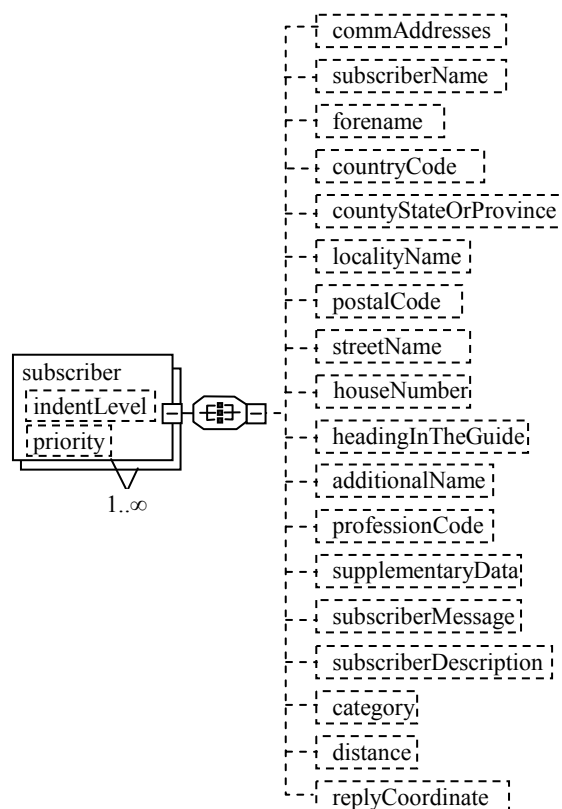 commAddresses
subscriberName
forename
countryCode
countyStateOrProvince
localityName
postalCode
streetName
houseNumber
headingInTheGuide
additionalName
professionCode
supplementaryData
subscriberMessage
subscriberDescription
category
distance
replyCoordinate
subscriber
indentLevel
priority
1..∞